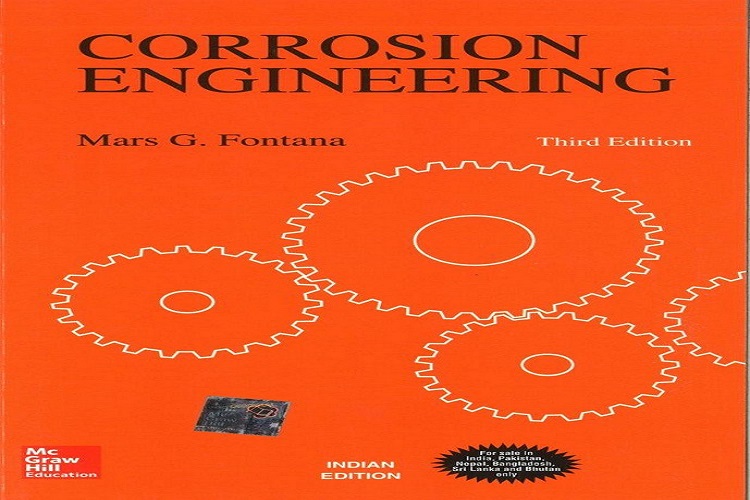 CORROSION
ENGINEERING
Mars G. Fontana
Third Edition
Mc
Graw
Hill
Education
INDIAN
EDITION
For sale in
India, Pakistan,
Nepal, Bangladesh,
Sri Lanka and Bhutan
only